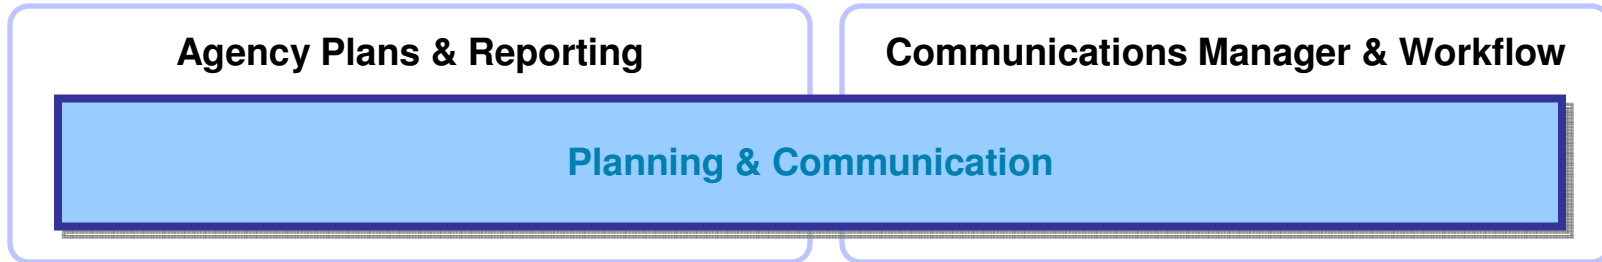 Agency Plans & Reporting
Communications Manager & Workflow
Planning & Communication